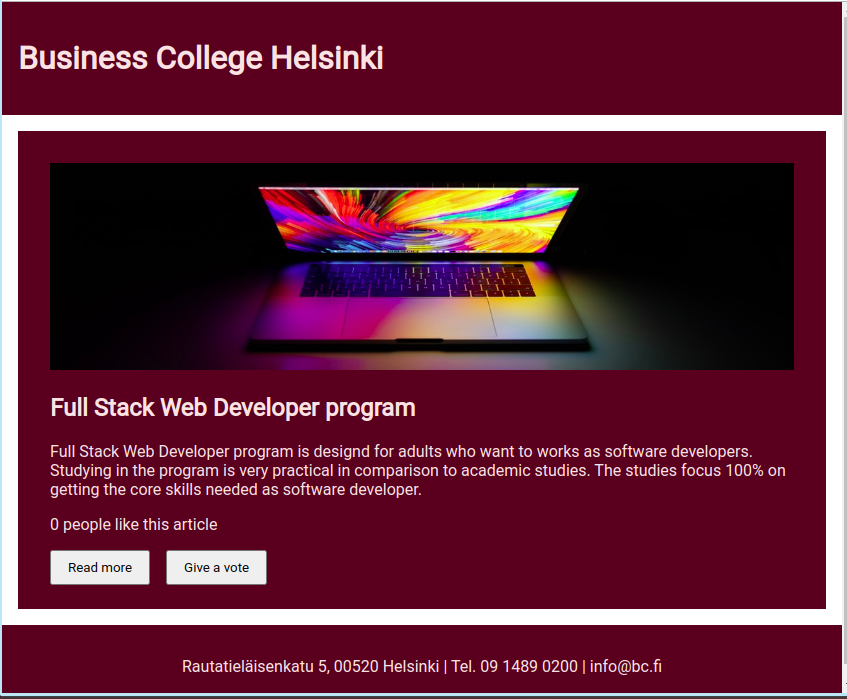 Business College Helsinki
Full Stack Web Developer program
Full Stack Web Developer program is designd for adults who want to works as software developers.
Studying in the program is very practical in comparison to academic studies. The studies focus 100% on
getting the core skills needed as software developer.
0 people like this article
Read more Give a vote
Rautatieläisenkatu 5, 00520 Helsinki | Tel. 09 1489 0200 | info@bc.fi